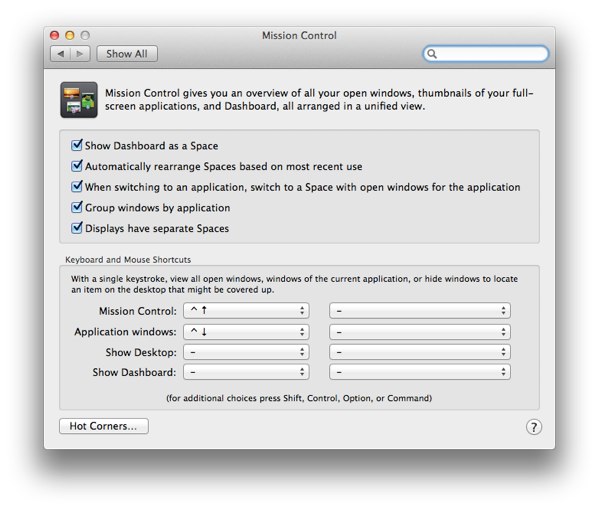 Mission Control
Show All
Mission Control gives you an overview of all your open windows, thumbnails of your full-
screen applications, and Dashboard, all arranged in a unified view.
Show Dashboard as a Space
Automatically rearrange Spaces based on most recent use
When switching to an application, switch to a Space with open windows for the application
Group windows by application
Displays have separate Spaces
Keyboard and Mouse Shortcuts
With a single keystroke, view all open windows, windows of the current application, or hide windows to locate
an item on the desktop that might be covered up.
Mission Control: ^ ↑ –
Application windows: ^ ↓ –
Show Desktop: – –
Show Dashboard: – –
(for additional choices press Shift, Control, Option, or Command)
Hot Corners... ?